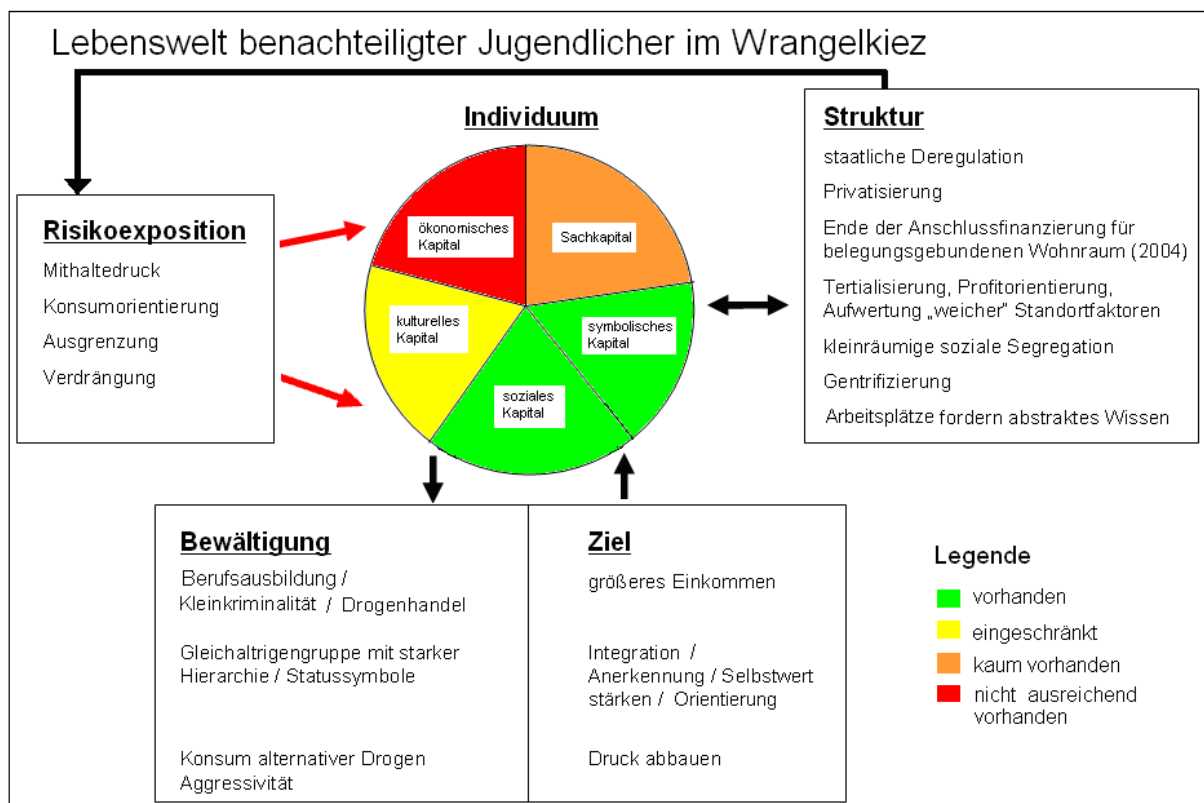 Lebenswelt benachteiligter Jugendlicher im Wrangelkiez
Risikoexposition
Mithaltedruck
Konsumorientierung
Ausgrenzung
Verdrängung
Individuum
ökonomisches
Kapital
Sachkapital
kulturelles
Kapital
symbolisches
Kapital
soziales
Kapital
Struktur
staatliche Deregulation
Privatisierung
Ende der Anschlussfinanzierung für
belegungsgebundenen Wohnraum (2004)
Tertialisierung, Profitorientierung,
Aufwertung „weicher" Standortfaktoren
kleinräumige soziale Segregation
Gentrifizierung
Arbeitsplätze fordern abstraktes Wissen
Bewältigung
Berufsausbildung /
Kleinkriminalität / Drogenhandel
Gleichaltrigengruppe mit starker
Hierarchie / Statussymbole
Konsum alternativer Drogen
Aggressivität
Ziel
größeres Einkommen
Integration /
Anerkennung / Selbstwert
stärken / Orientierung
Druck abbauen
Legende
vorhanden
eingeschränkt
kaum vorhanden
nicht ausreichend
vorhanden